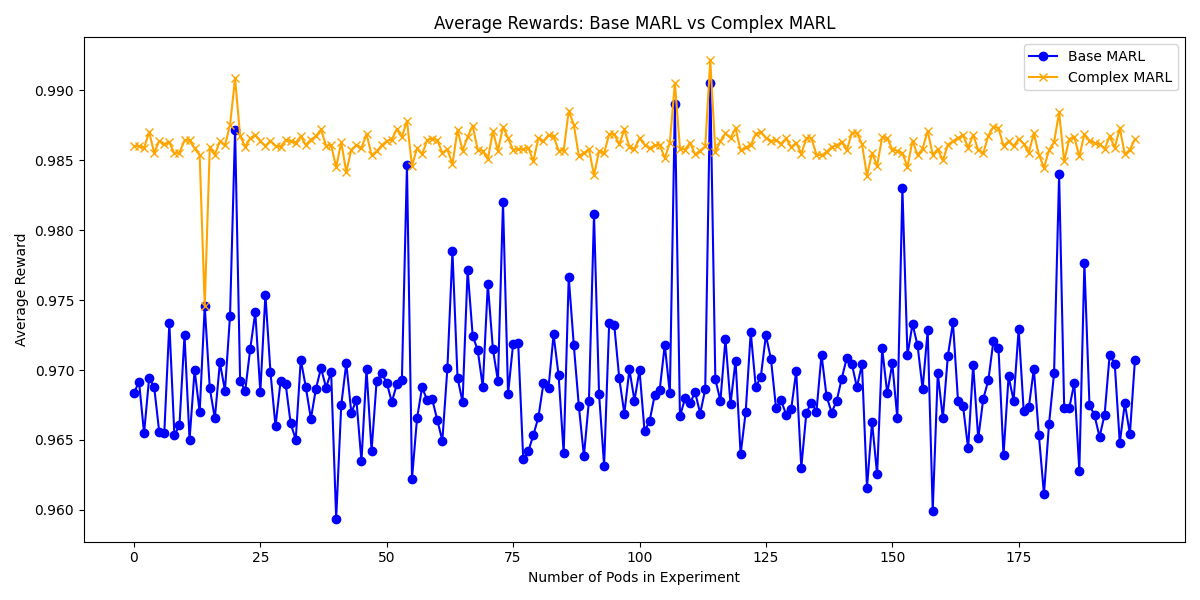 Average Rewards: Base MARL vs Complex MARL
Base MARL
Complex MARL
Average Reward
0.990
0.985
0.980
0.975
0.970
0.965
0.960
0 25 50 75 100 125 150 175
Number of Pods in Experiment